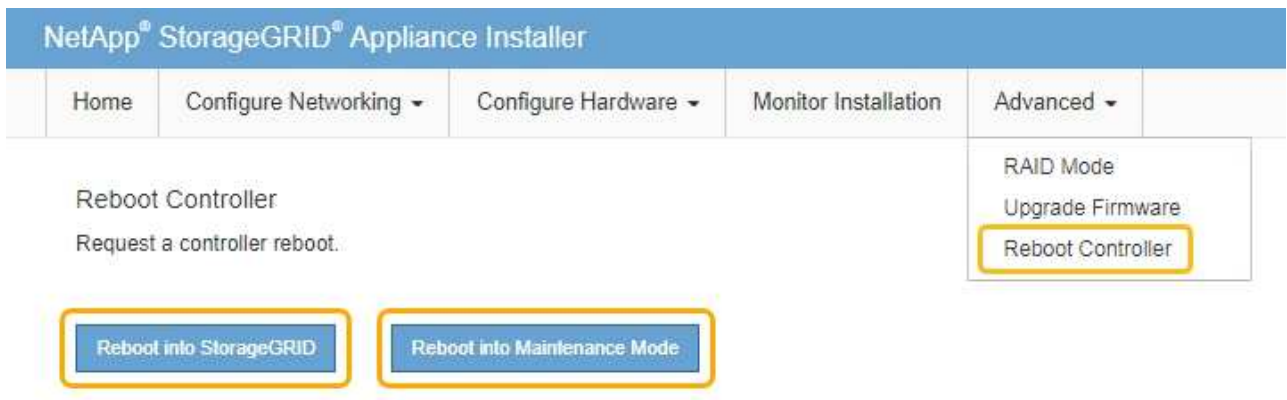 NetApp® StorageGRID® Appliance Installer
Home Configure Networking Configure Hardware Monitor Installation Advanced
RAID Mode
Upgrade Firmware
Reboot Controller
Reboot Controller
Request a controller reboot.
Reboot into StorageGRID Reboot into Maintenance Mode